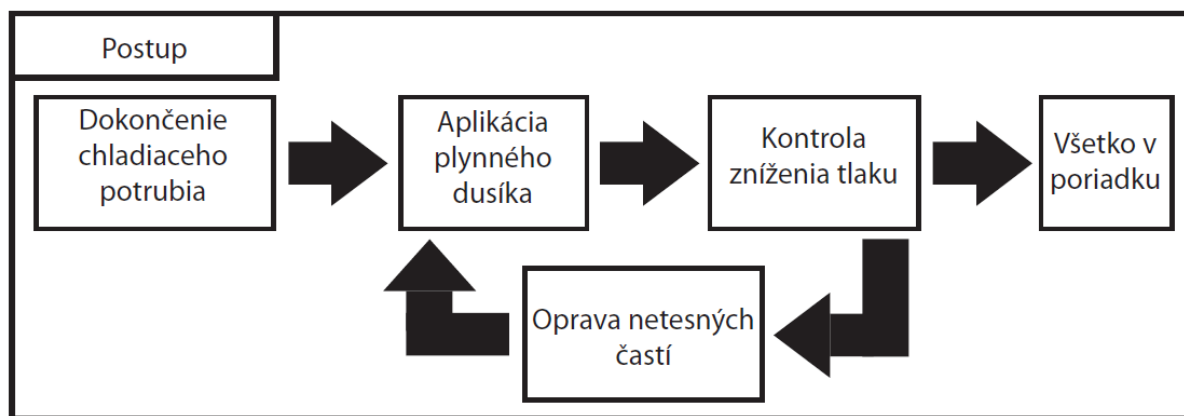 Postup
Dokončenie
chladiaceho
potrubia
Aplikácia
plynného
dusíka
Kontrola
zníženia tlaku
Všetko v
poriadku
Oprava netesných
častí